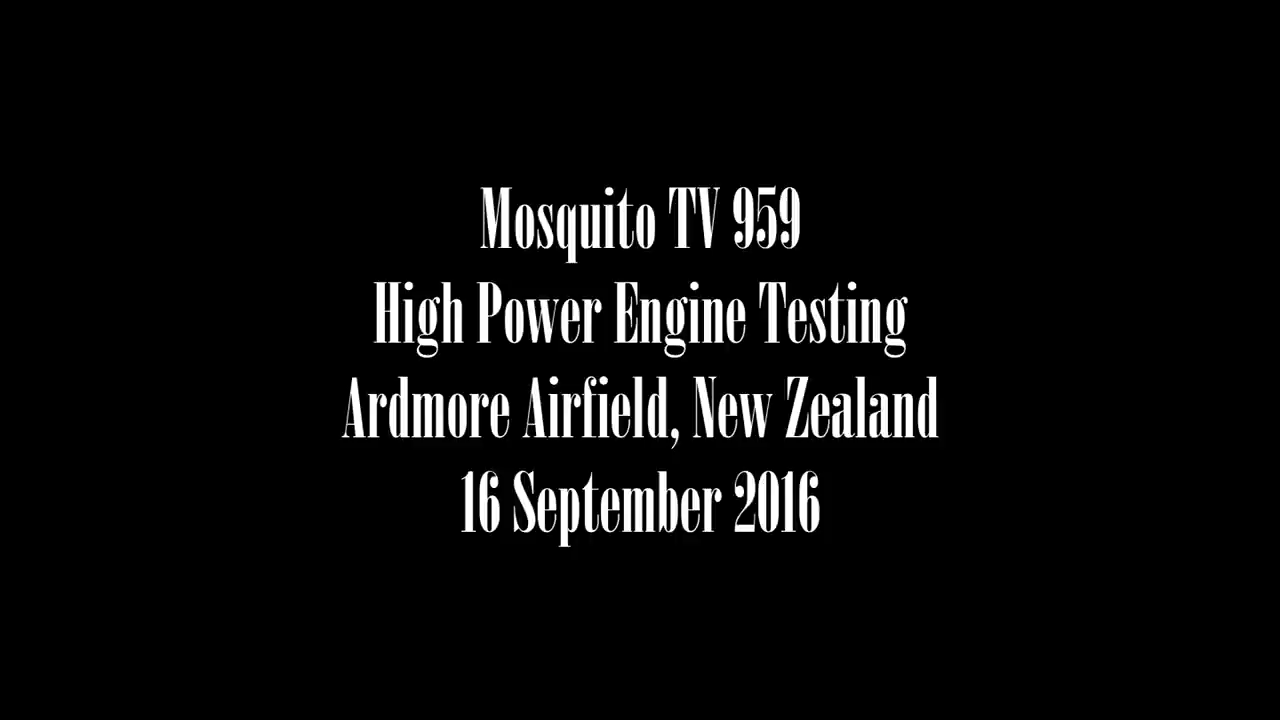 Mosquito TV 959
High Power Engine Testing
Ardmore Airfield, New Zealand
16 September 2016